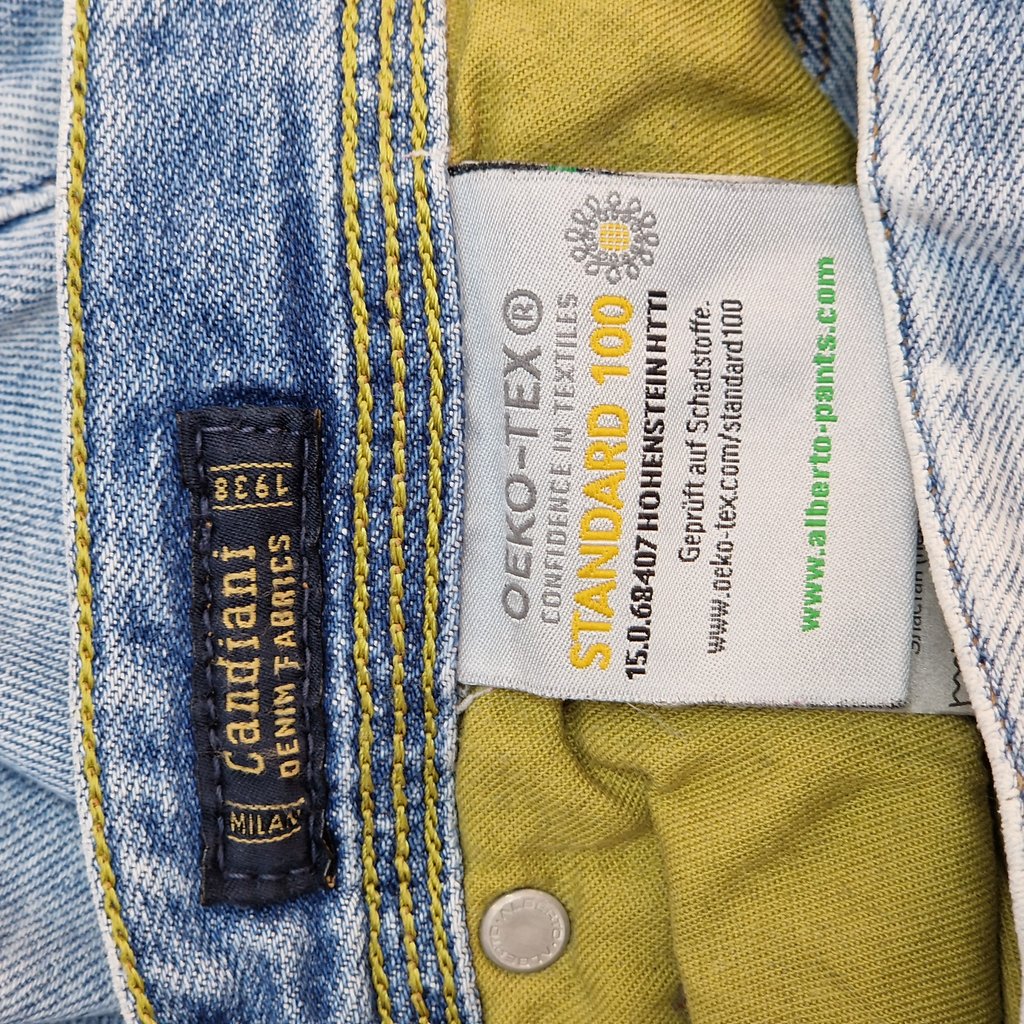 MILAN
Candiani
DENIM FABRICS
1938
OEKO-TEX®
CONFIDENCE IN TEXTILES
STANDARD 100
15.0.68407 HOHENSTEIN HTTI
Geprüft auf Schadstoffe.
www.oeko-tex.com/standard100
www.alberto-pants.com